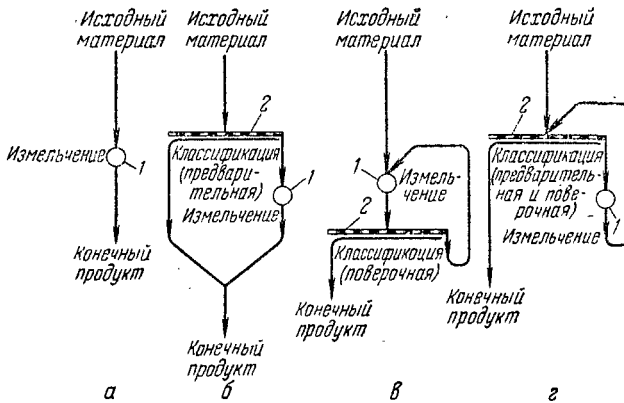 Исходный
материал
Измельчение
1
Конечный
продукт
а
Исходный
материал
2
Классификация
(предвари-
тельная)
1
Измельчение
Конечный
продукт
б
Исходный
материал
1
Измель-
чение
2
Классификация
(поверочная)
Конечный
продукт
в
Исходный
материал
2
Классификация
(предваритель-
ная и пове-
рочная)
1
Измельчение
Конечный
продукт
г